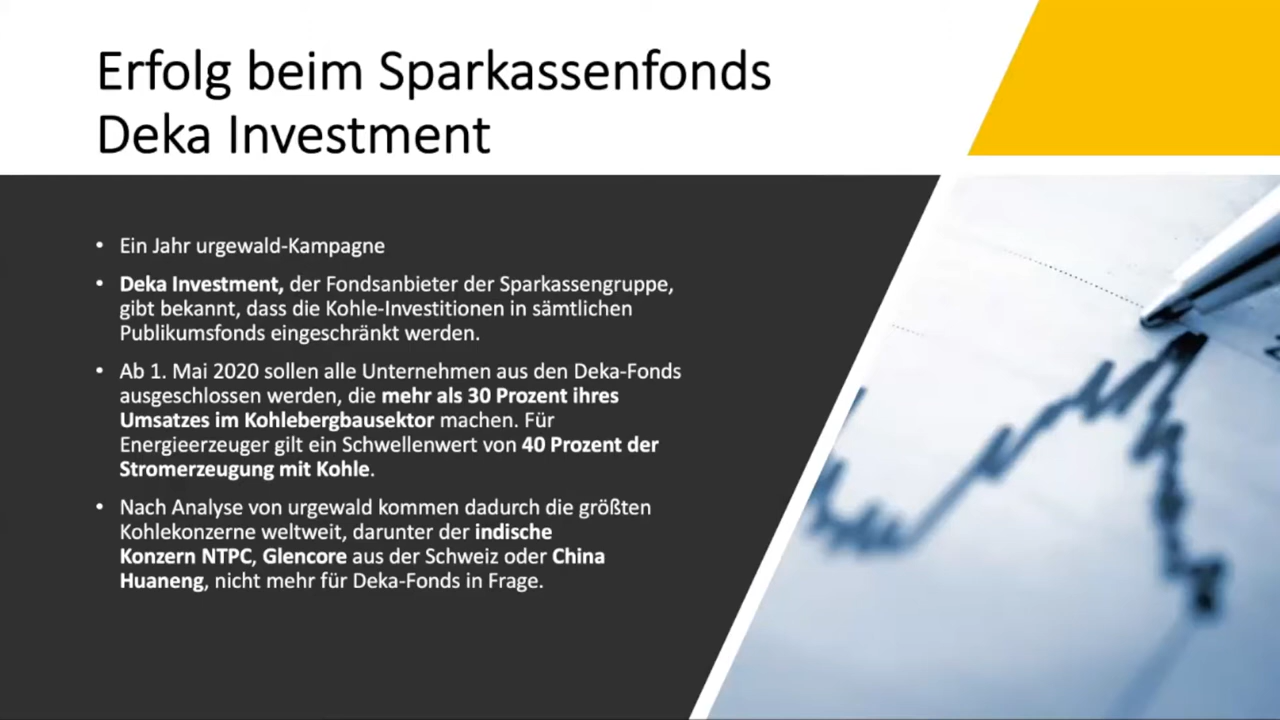 Erfolg beim Sparkassenfonds
Deka Investment
• Ein Jahr urgewald-Kampagne
• Deka Investment, der Fondsanbieter der Sparkassengruppe,
gibt bekannt, dass die Kohle-Investitionen in sämtlichen
Publikumsfonds eingeschränkt werden.
• Ab 1. Mai 2020 sollen alle Unternehmen aus den Deka-Fonds
ausgeschlossen werden, die mehr als 30 Prozent ihres
Umsatzes im Kohlebergbausektor machen. Für
Energieerzeuger gilt ein Schwellenwert von 40 Prozent der
Stromerzeugung mit Kohle.
• Nach Analyse von urgewald kommen dadurch die größten
Kohlekonzerne weltweit, darunter der indische
Konzern NTPC, Glencore aus der Schweiz oder China
Huaneng, nicht mehr für Deka-Fonds in Frage.